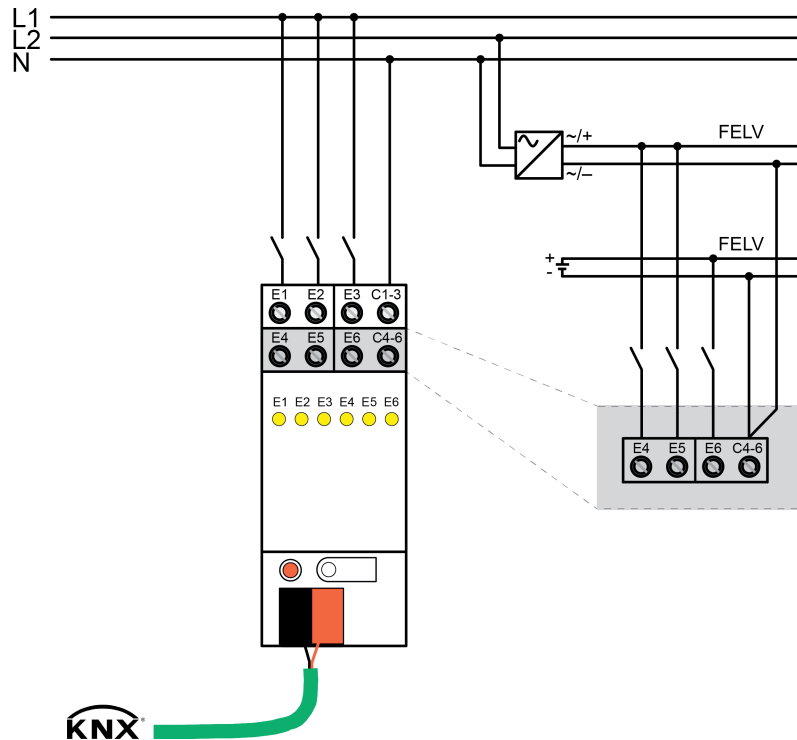 L1
L2
N
~/+
FELV
~/–
FELV
+
-
E1 E2 E3 C1-3
E4 E5 E6 C4-6
E1 E2 E3 E4 E5 E6
E4 E5 E6 C4-6
KNX®